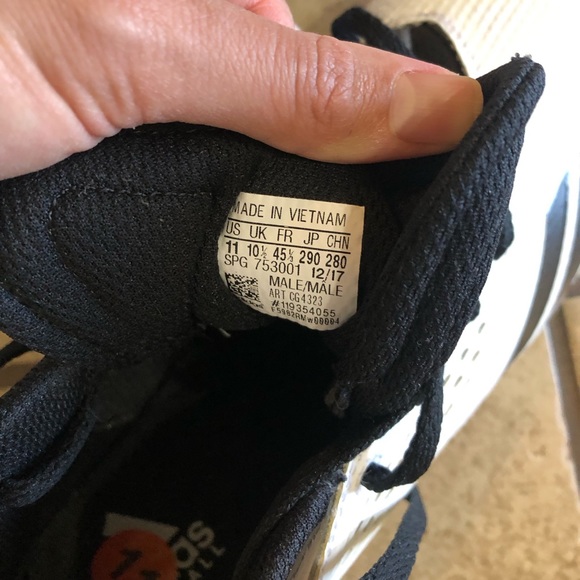 MADE IN VIETNAM
US UK FR JP CHN
11 10½ 45⅓ 290 280
SPG 753001 12/17
MALE/MÂLE
ART CG4323
#119354055